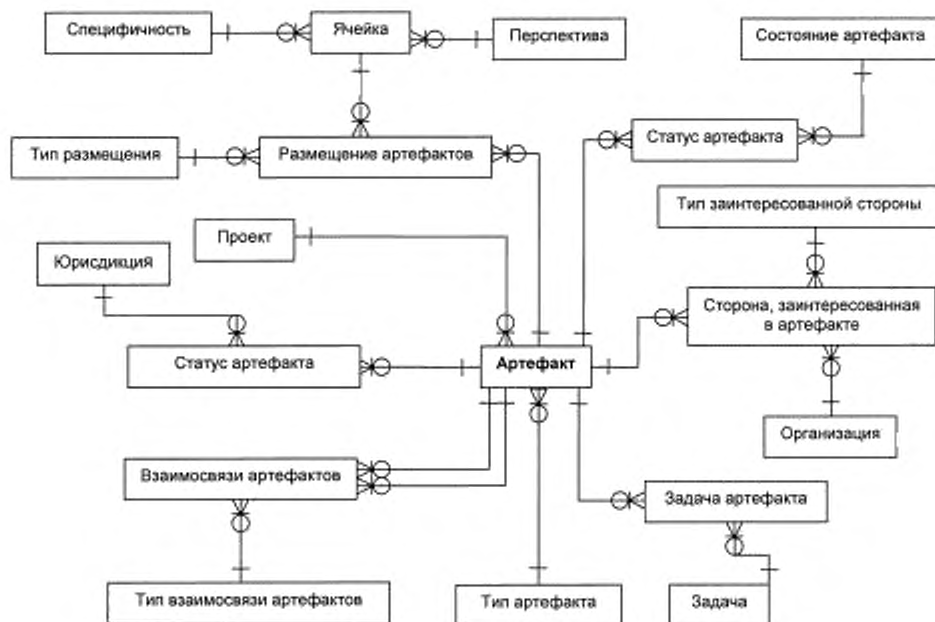 Специфичность
Ячейка
Перспектива
Состояние артефакта
Статус артефакта
Тип размещения
Размещение артефактов
Тип заинтересованной стороны
Проект
Юрисдикция
Сторона, заинтересованная
в артефакте
Статус артефакта
Артефакт
Организация
Взаимосвязи артефактов
Задача артефакта
Тип взаимосвязи артефактов
Тип артефакта
Задача